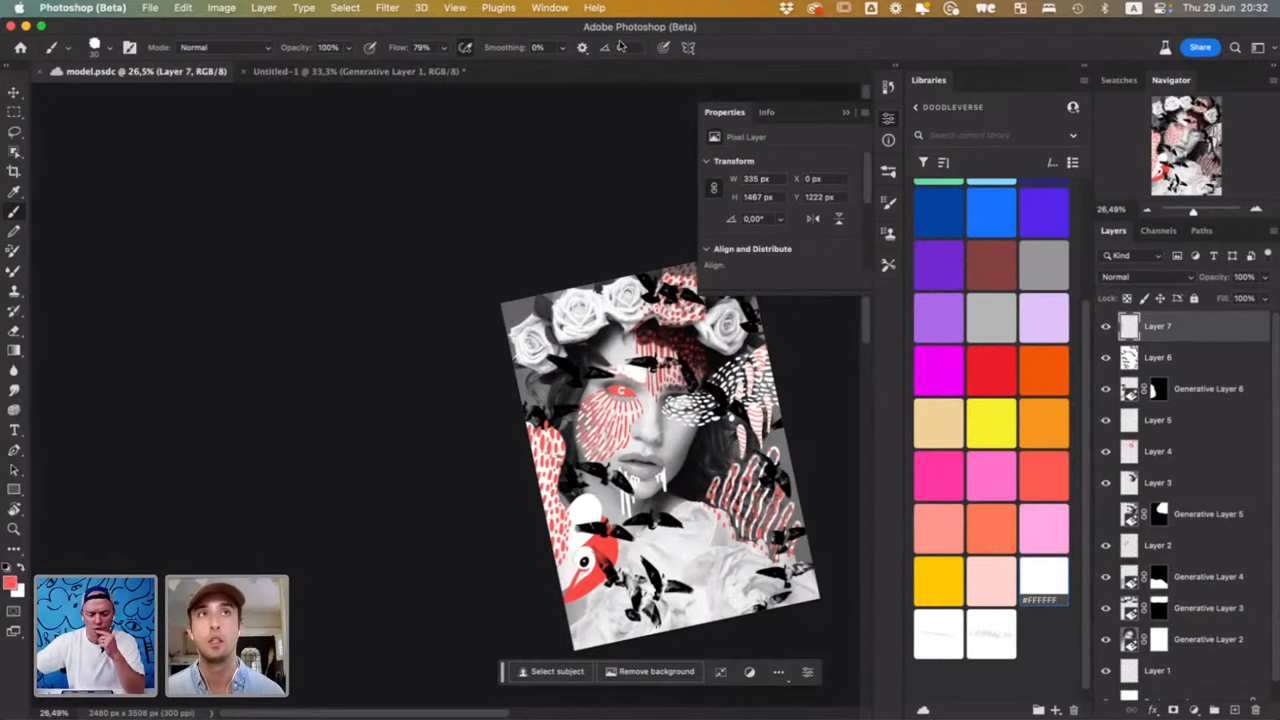 Photoshop (Beta) File Edit Image Layer Type Select Filter 3D View Plugins Window Help Thu 29 Jun 20:32
Adobe Photoshop (Beta)
30 Mode: Normal Opacity: 100% Flow: 79% Smoothing: 0% Share
model.psdc @ 26,5% (Layer 7, RGB/8) Untitled-1 @ 33,3% (Generative Layer 1, RGB/8) *
Libraries Swatches Navigator
DOODLEVERSE
Search current library
Properties Info
Pixel Layer
Transform
W 335 px X 0 px
H 1467 px Y 1222 px
0,00°
Align and Distribute
Align:
26,49%
Layers Channels Paths
Kind
Normal Opacity: 100%
Lock: Fill: 100%
Layer 7
Layer 6
Generative Layer 6
Layer 5
Layer 4
Layer 3
Generative Layer 5
Layer 2
Generative Layer 4
#FFFFFF
Generative Layer 3
Generative Layer 2
Layer 1
Select subject Remove background
26,49% 2480 px x 3508 px (300 ppi)